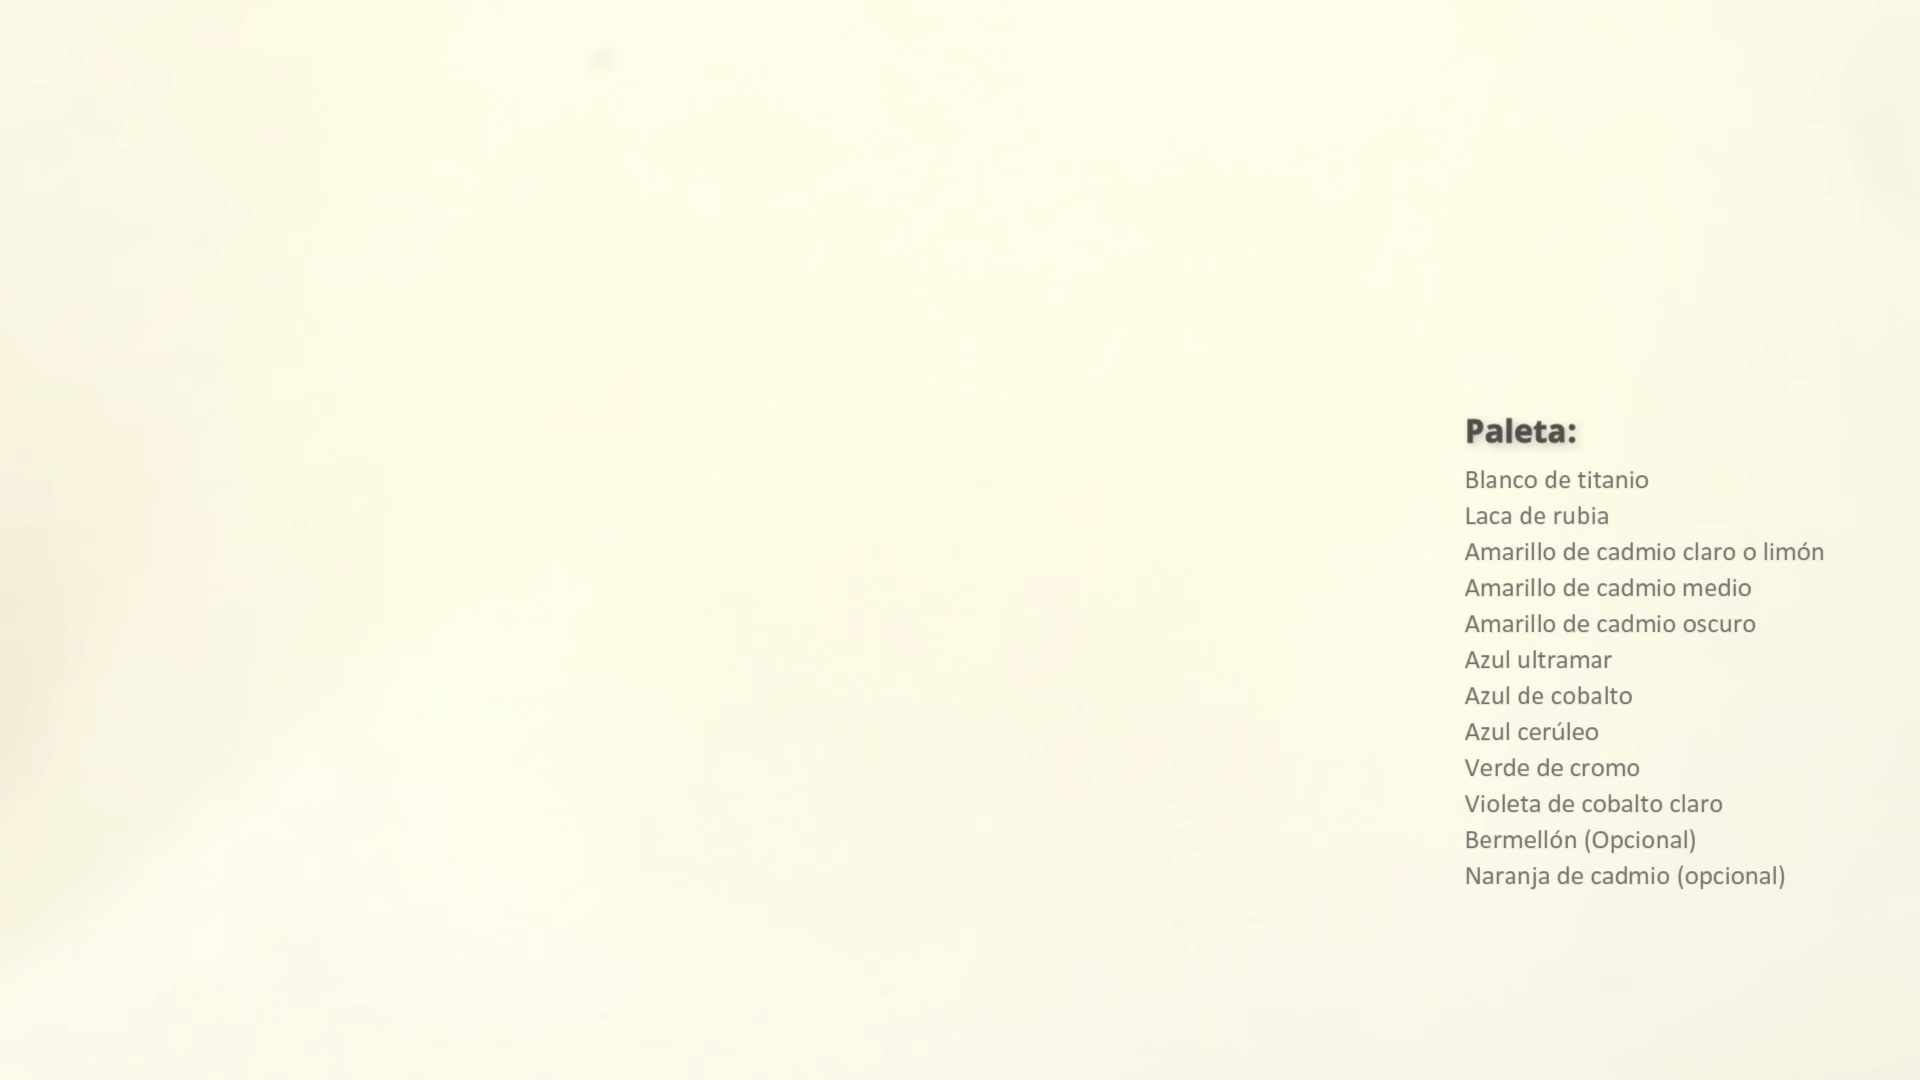 Paleta:
Blanco de titanio
Laca de rubia
Amarillo de cadmio claro o limón
Amarillo de cadmio medio
Amarillo de cadmio oscuro
Azul ultramar
Azul de cobalto
Azul cerúleo
Verde de cromo
Violeta de cobalto claro
Bermellón (Opcional)
Naranja de cadmio (opcional)